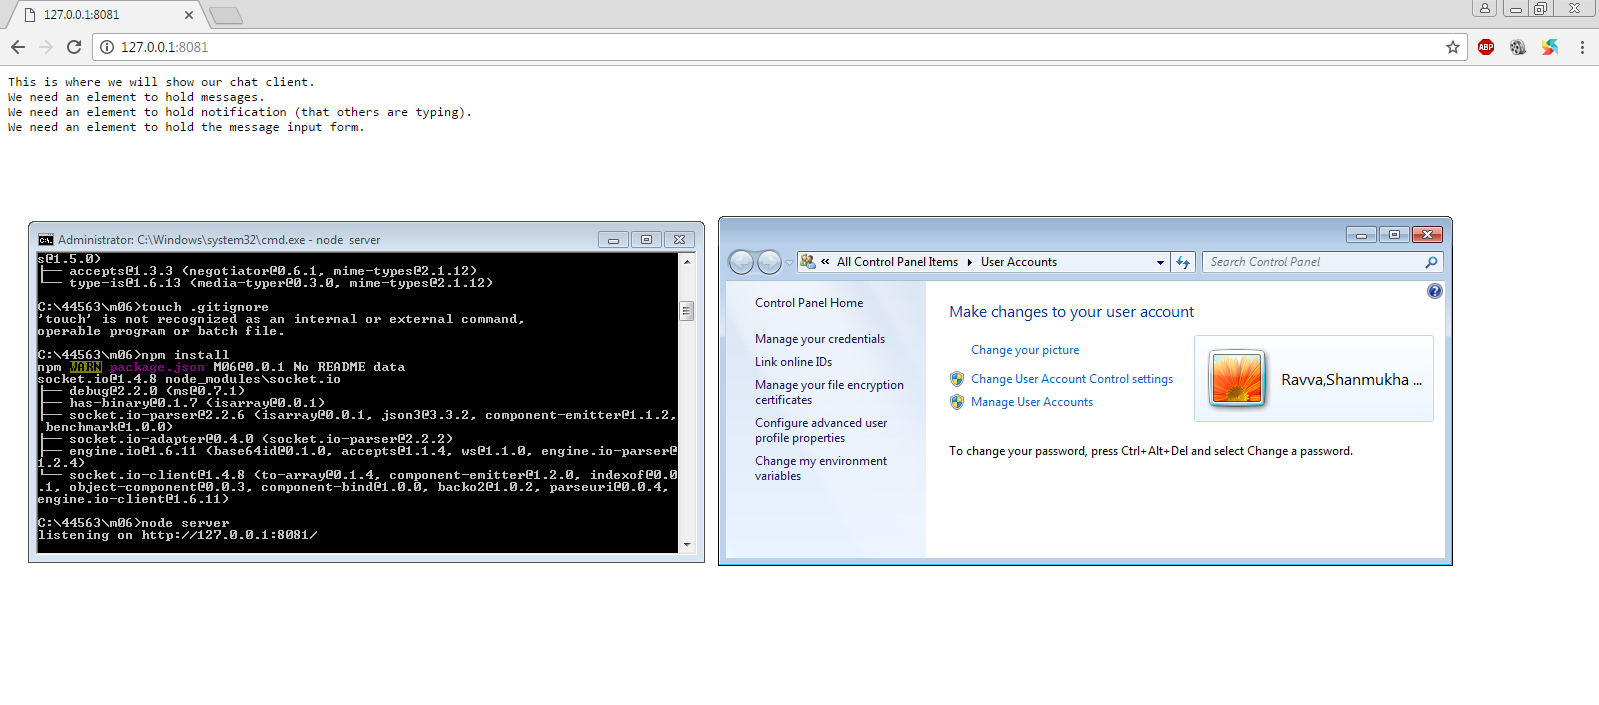 127.0.0.1:8081
127.0.0.1:8081
ABP
This is where we will show our chat client.
We need an element to hold messages.
We need an element to hold notification (that others are typing).
We need an element to hold the message input form.
Administrator: C:\Windows\system32\cmd.exe - node server
s@1.5.0)
├── accepts@1.3.3 (negotiator@0.6.1, mime-types@2.1.12)
└── type-is@1.6.13 (media-typer@0.3.0, mime-types@2.1.12)
C:\44563\m06>touch .gitignore
'touch' is not recognized as an internal or external command,
operable program or batch file.
C:\44563\m06>npm install
npm WARN package.json M06@0.0.1 No README data
socket.io@1.4.8 node_modules\socket.io
├── debug@2.2.0 (ms@0.7.1)
├── has-binary@0.1.7 (isarray@0.0.1)
├── socket.io-parser@2.2.6 (isarray@0.0.1, json3@3.3.2, component-emitter@1.1.2,
benchmark@1.0.0)
├── socket.io-adapter@0.4.0 (socket.io-parser@2.2.2)
├── engine.io@1.6.11 (base64id@0.1.0, accepts@1.1.4, ws@1.1.0, engine.io-parser@
1.2.4)
└── socket.io-client@1.4.8 (to-array@0.1.4, component-emitter@1.2.0, indexof@0.0
.1, object-component@0.0.3, component-bind@1.0.0, backo2@1.0.2, parseuri@0.0.4,
engine.io-client@1.6.11)
C:\44563\m06>node server
listening on http://127.0.0.1:8081/
« All Control Panel Items User Accounts
Search Control Panel
Control Panel Home
Manage your credentials
Link online IDs
Manage your file encryption
certificates
Configure advanced user
profile properties
Change my environment
variables
Make changes to your user account
Change your picture
Change User Account Control settings
Manage User Accounts
Ravva,Shanmukha ...
To change your password, press Ctrl+Alt+Del and select Change a password.